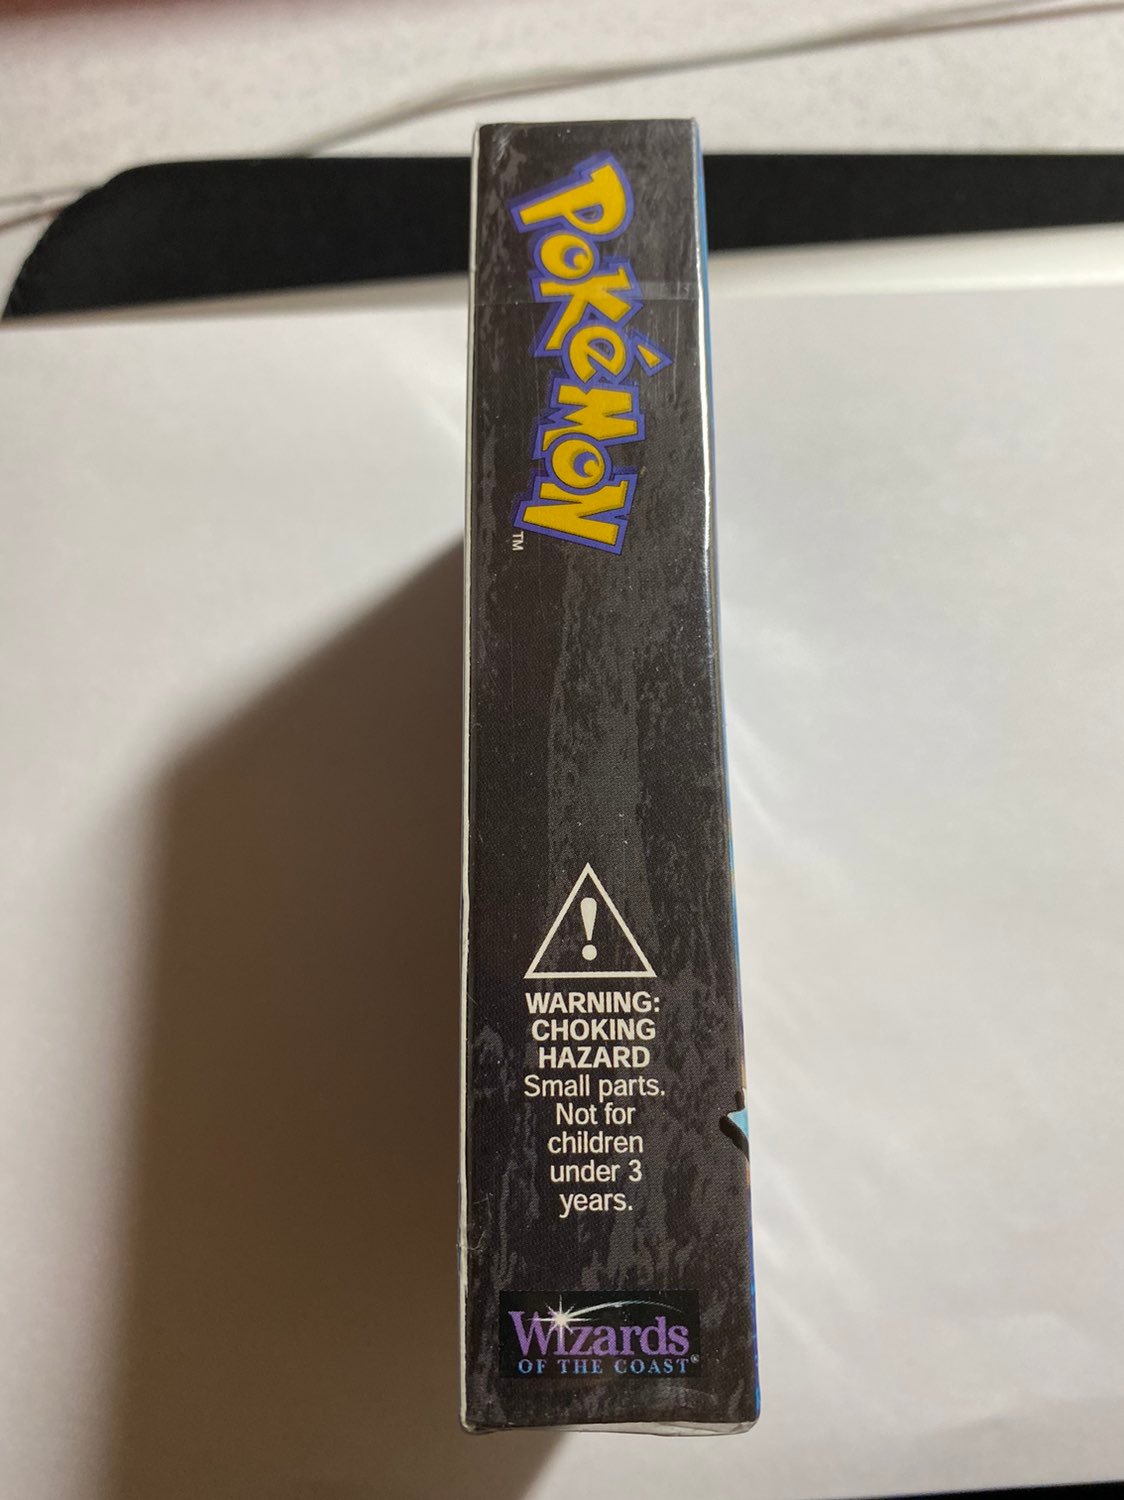 Pokémon
TM
!
WARNING:
CHOKING
HAZARD
Small parts.
Not for
children
under 3
years.
Wizards
OF THE COAST®